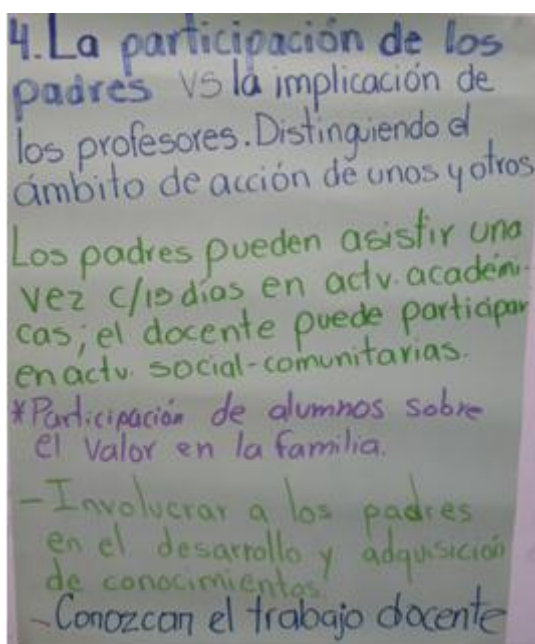 4. La participación de los
padres vs la implicación de
los profesores. Distinguiendo el
ámbito de acción de unos y otros
Los padres pueden asistir una
vez c/15 días en actv. académi-
cas; el docente puede participar
en actv. social-comunitarias.
*Participación de alumnos sobre
el valor en la familia.
- Involucrar a los padres
en el desarrollo y adquisición
de conocimientos.
- Conozcan el trabajo docente